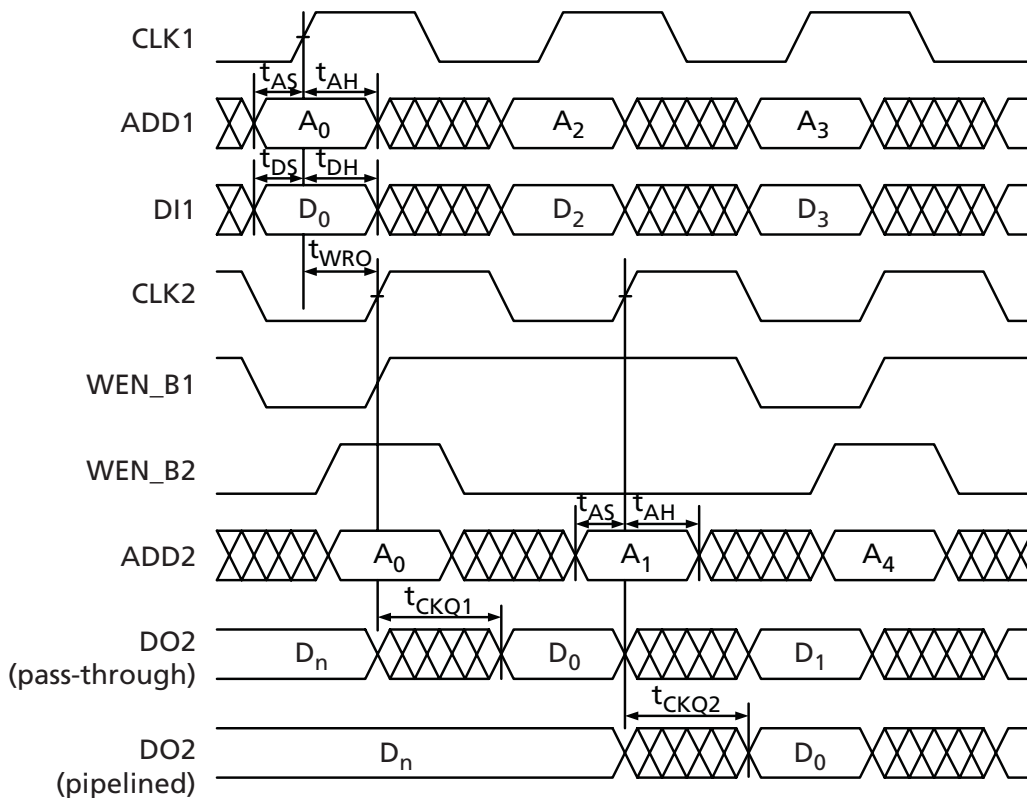 CLK1
t_AS t_AH
ADD1 A_0 A_2 A_3
t_DS t_DH
DI1 D_0 D_2 D_3
t_WRO
CLK2
WEN_B1
WEN_B2
t_AS t_AH
ADD2 A_0 A_1 A_4
t_CKQ1
DO2 D_n D_0 D_1
(pass-through)
t_CKQ2
DO2 D_n D_0
(pipelined)